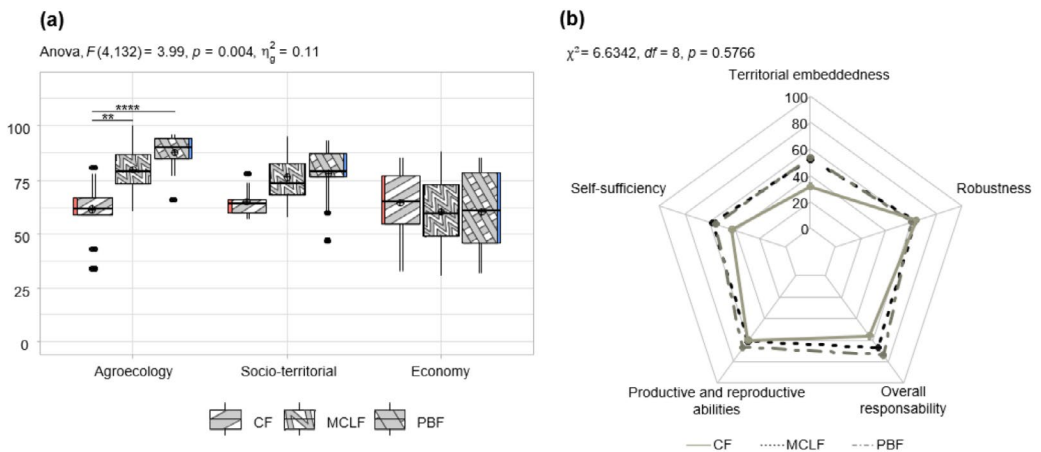 (a)
Anova, F(4,132) = 3.99, p = 0.004, η²g = 0.11
****
**
100
75
50
25
0
Agroecology Socio-territorial Economy
CF MCLF PBF
(b)
χ²= 6.6342, df = 8, p = 0.5766
Territorial embeddedness
100
80
60
40
20
0
Self-sufficiency
Robustness
Productive and reproductive
abilities
Overall
responsability
CF MCLF PBF